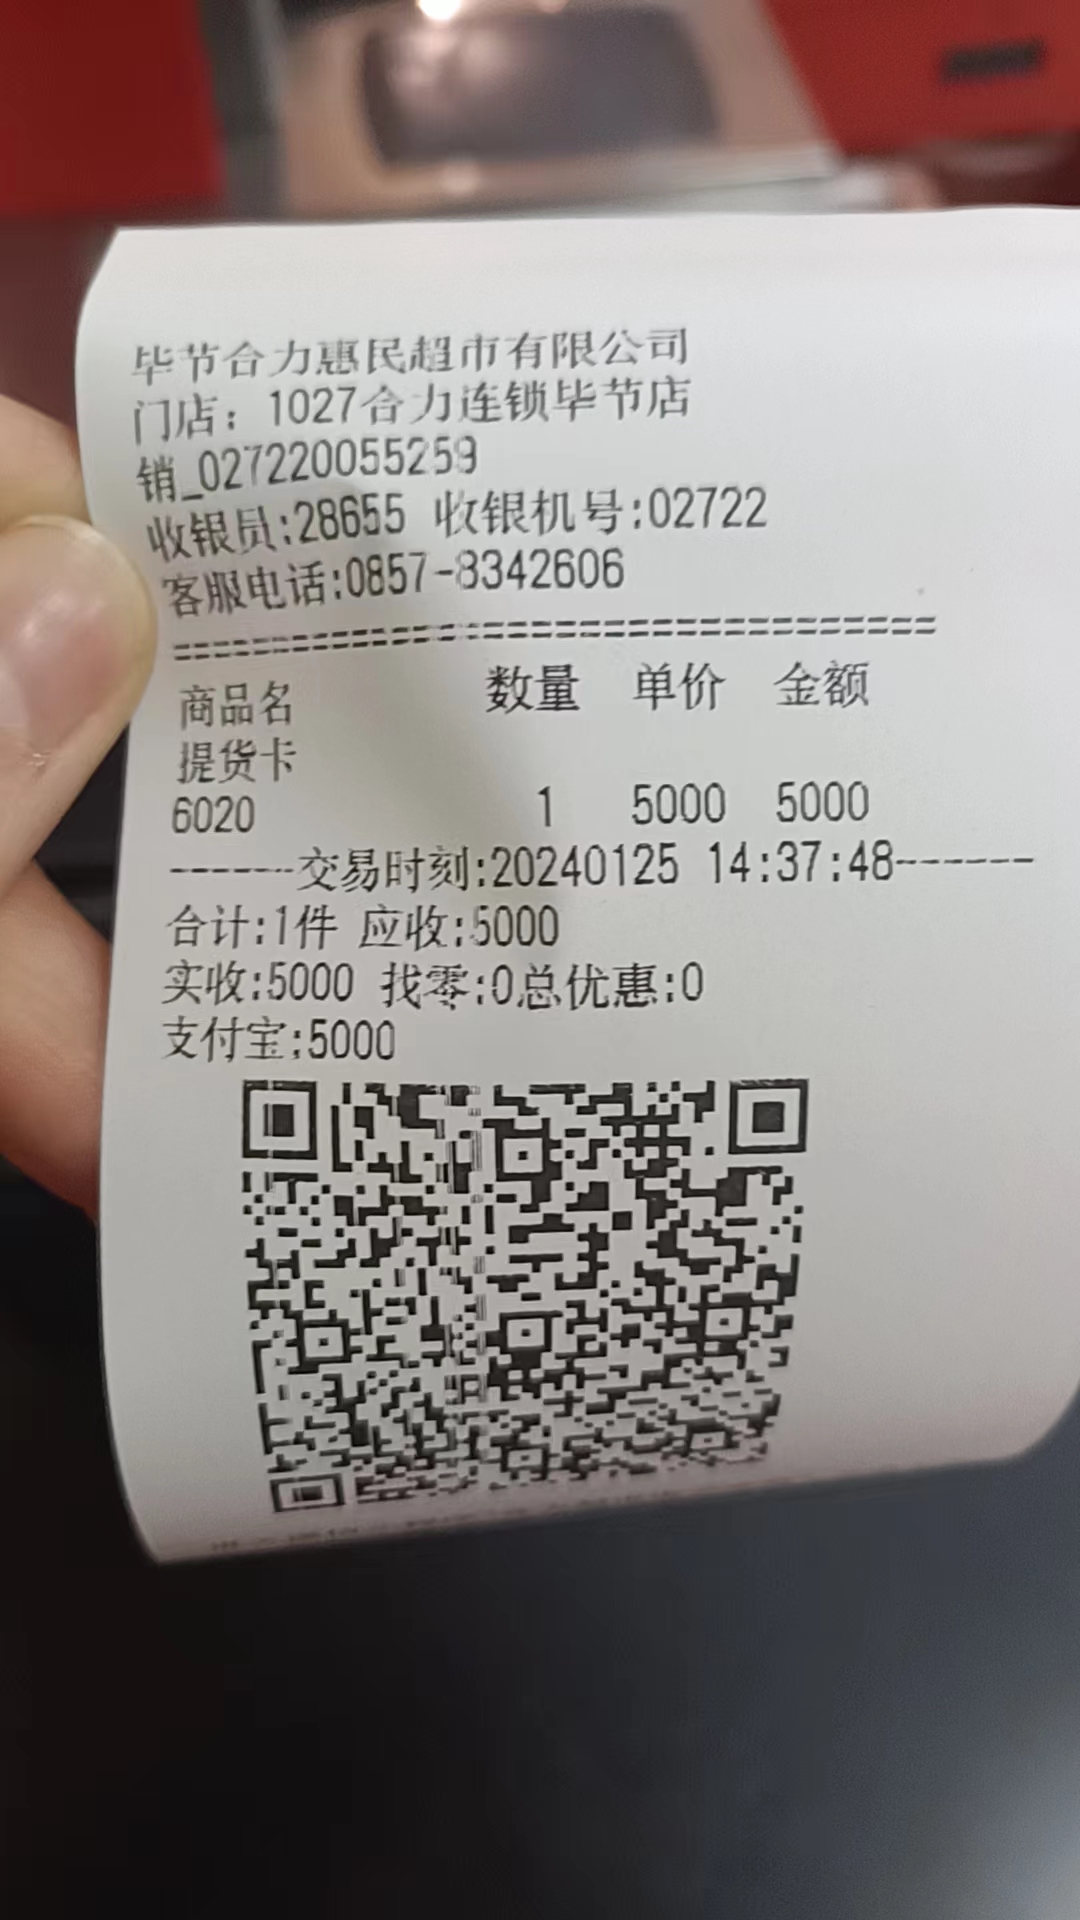 毕节合力惠民超市有限公司
门店：1027合力连锁毕节店
销_027220055259
收银员:28655 收银机号:02722
客服电话:0857-8342606
====================================
商品名 数量 单价 金额
提货卡
6020 1 5000 5000
-------交易时刻:20240125 14:37:48------
合计:1件 应收:5000
实收:5000 找零:0总优惠:0
支付宝:5000